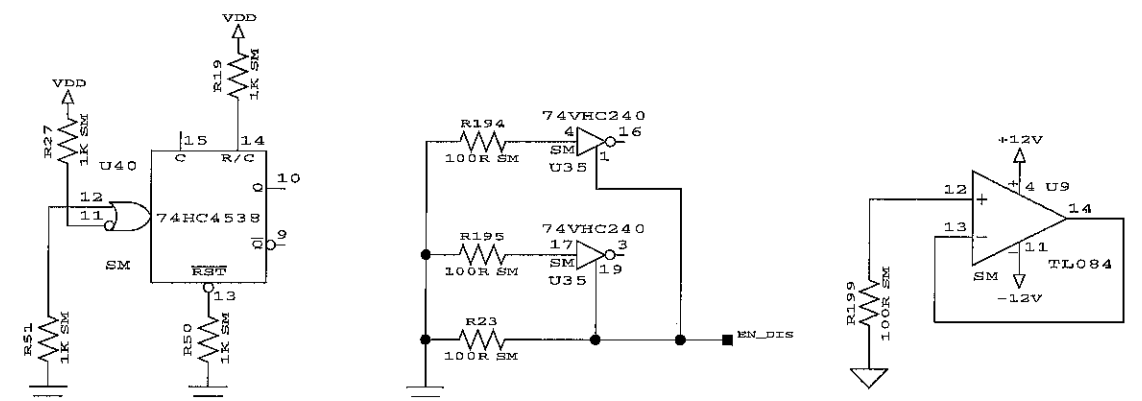 VDD
R19
1K SM
VDD
R27
1K SM
U40
15
14
C
R/C
Q
10
12
11
74HC4538
Q
9
SM
RST
13
R51
1K SM
R50
1K SM
74VHC240
R194
4
16
100R SM
SM
1
U35
74VHC240
R195
17
3
100R SM
SM
19
U35
R23
100R SM
EN_DIS
+12V
+
4
U9
12
+
14
13
-
-
11
TL084
SM
-12V
R199
100R SM